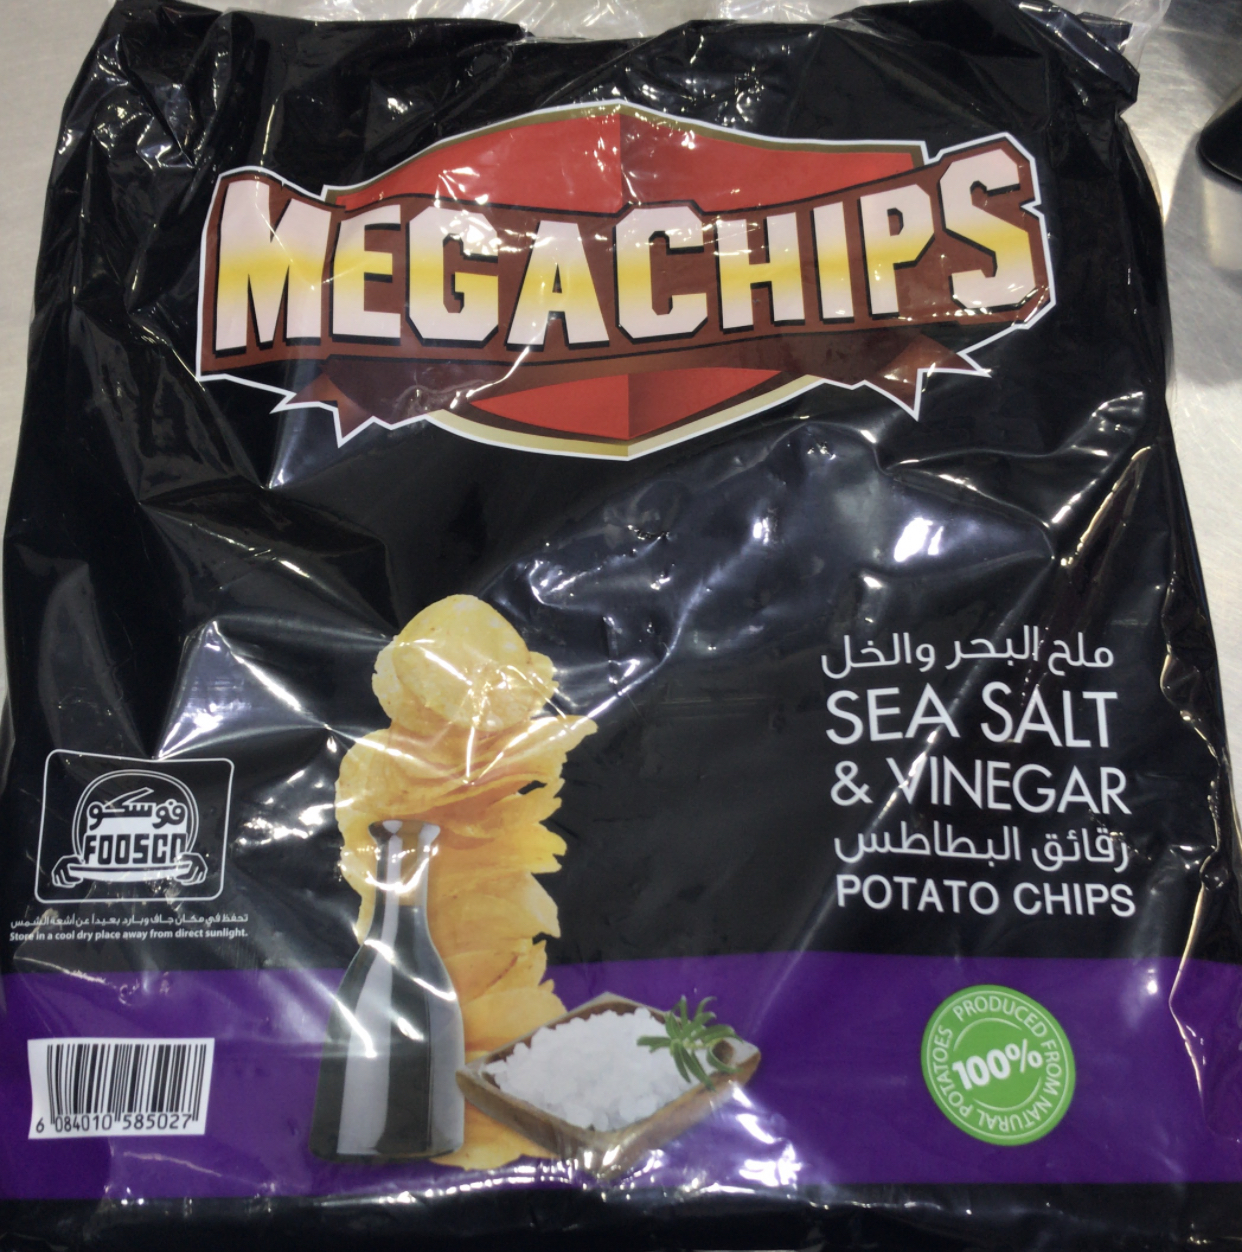 MEGACHIPS
ملح البحر والخل
SEA SALT
& VINEGAR
رقائق البطاطس
POTATO CHIPS
فوسكو
FOOSCO
تحفظ في مكان جاف وبارد بعيداً عن أشعة الشمس
Store in a cool dry place away from direct sunlight.
PRODUCED FROM NATURAL POTATOES
100%
6 084010 585027